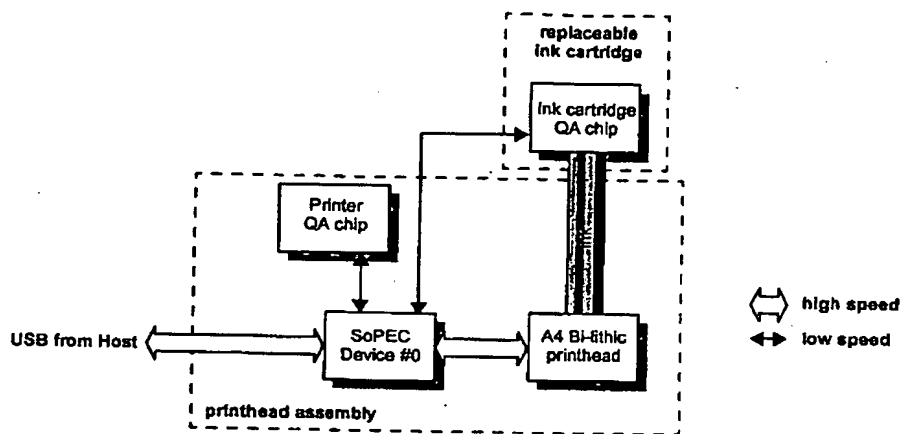 replaceable
ink cartridge
Ink cartridge
QA chip
Printer
QA chip
ink
USB from Host
SoPEC
Device #0
A4 Bi-lithic
printhead
high speed
low speed
printhead assembly